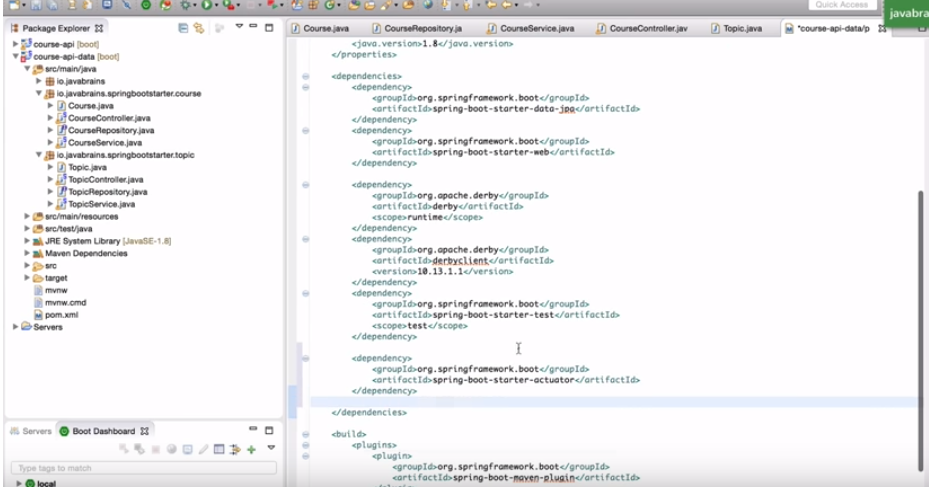 Quick Access
javabra
Package Explorer
course-api [boot]
course-api-data [boot]
src/main/java
io.javabrains
io.javabrains.springbootstarter.course
Course.java
CourseController.java
CourseRepository.java
CourseService.java
io.javabrains.springbootstarter.topic
Topic.java
TopicController.java
TopicRepository.java
TopicService.java
src/main/resources
src/test/java
JRE System Library [JavaSE-1.8]
Maven Dependencies
src
target
mvnw
mvnw.cmd
pom.xml
Servers
Servers Boot Dashboard
Type tags to match
local
Course.java CourseRepository.ja CourseService.java CourseController.jav Topic.java *course-api-data/p
<java.version>1.8</java.version>
</properties>
<dependencies>
<dependency>
<groupId>org.springframework.boot</groupId>
<artifactId>spring-boot-starter-data-jpa</artifactId>
</dependency>
<dependency>
<groupId>org.springframework.boot</groupId>
<artifactId>spring-boot-starter-web</artifactId>
</dependency>
<dependency>
<groupId>org.apache.derby</groupId>
<artifactId>derby</artifactId>
<scope>runtime</scope>
</dependency>
<dependency>
<groupId>org.apache.derby</groupId>
<artifactId>derbyclient</artifactId>
<version>10.13.1.1</version>
</dependency>
<dependency>
<groupId>org.springframework.boot</groupId>
<artifactId>spring-boot-starter-test</artifactId>
<scope>test</scope>
</dependency>
<dependency>
<groupId>org.springframework.boot</groupId>
<artifactId>spring-boot-starter-actuator</artifactId>
</dependency>
</dependencies>
<build>
<plugins>
<plugin>
<groupId>org.springframework.boot</groupId>
<artifactId>spring-boot-maven-plugin</artifactId>